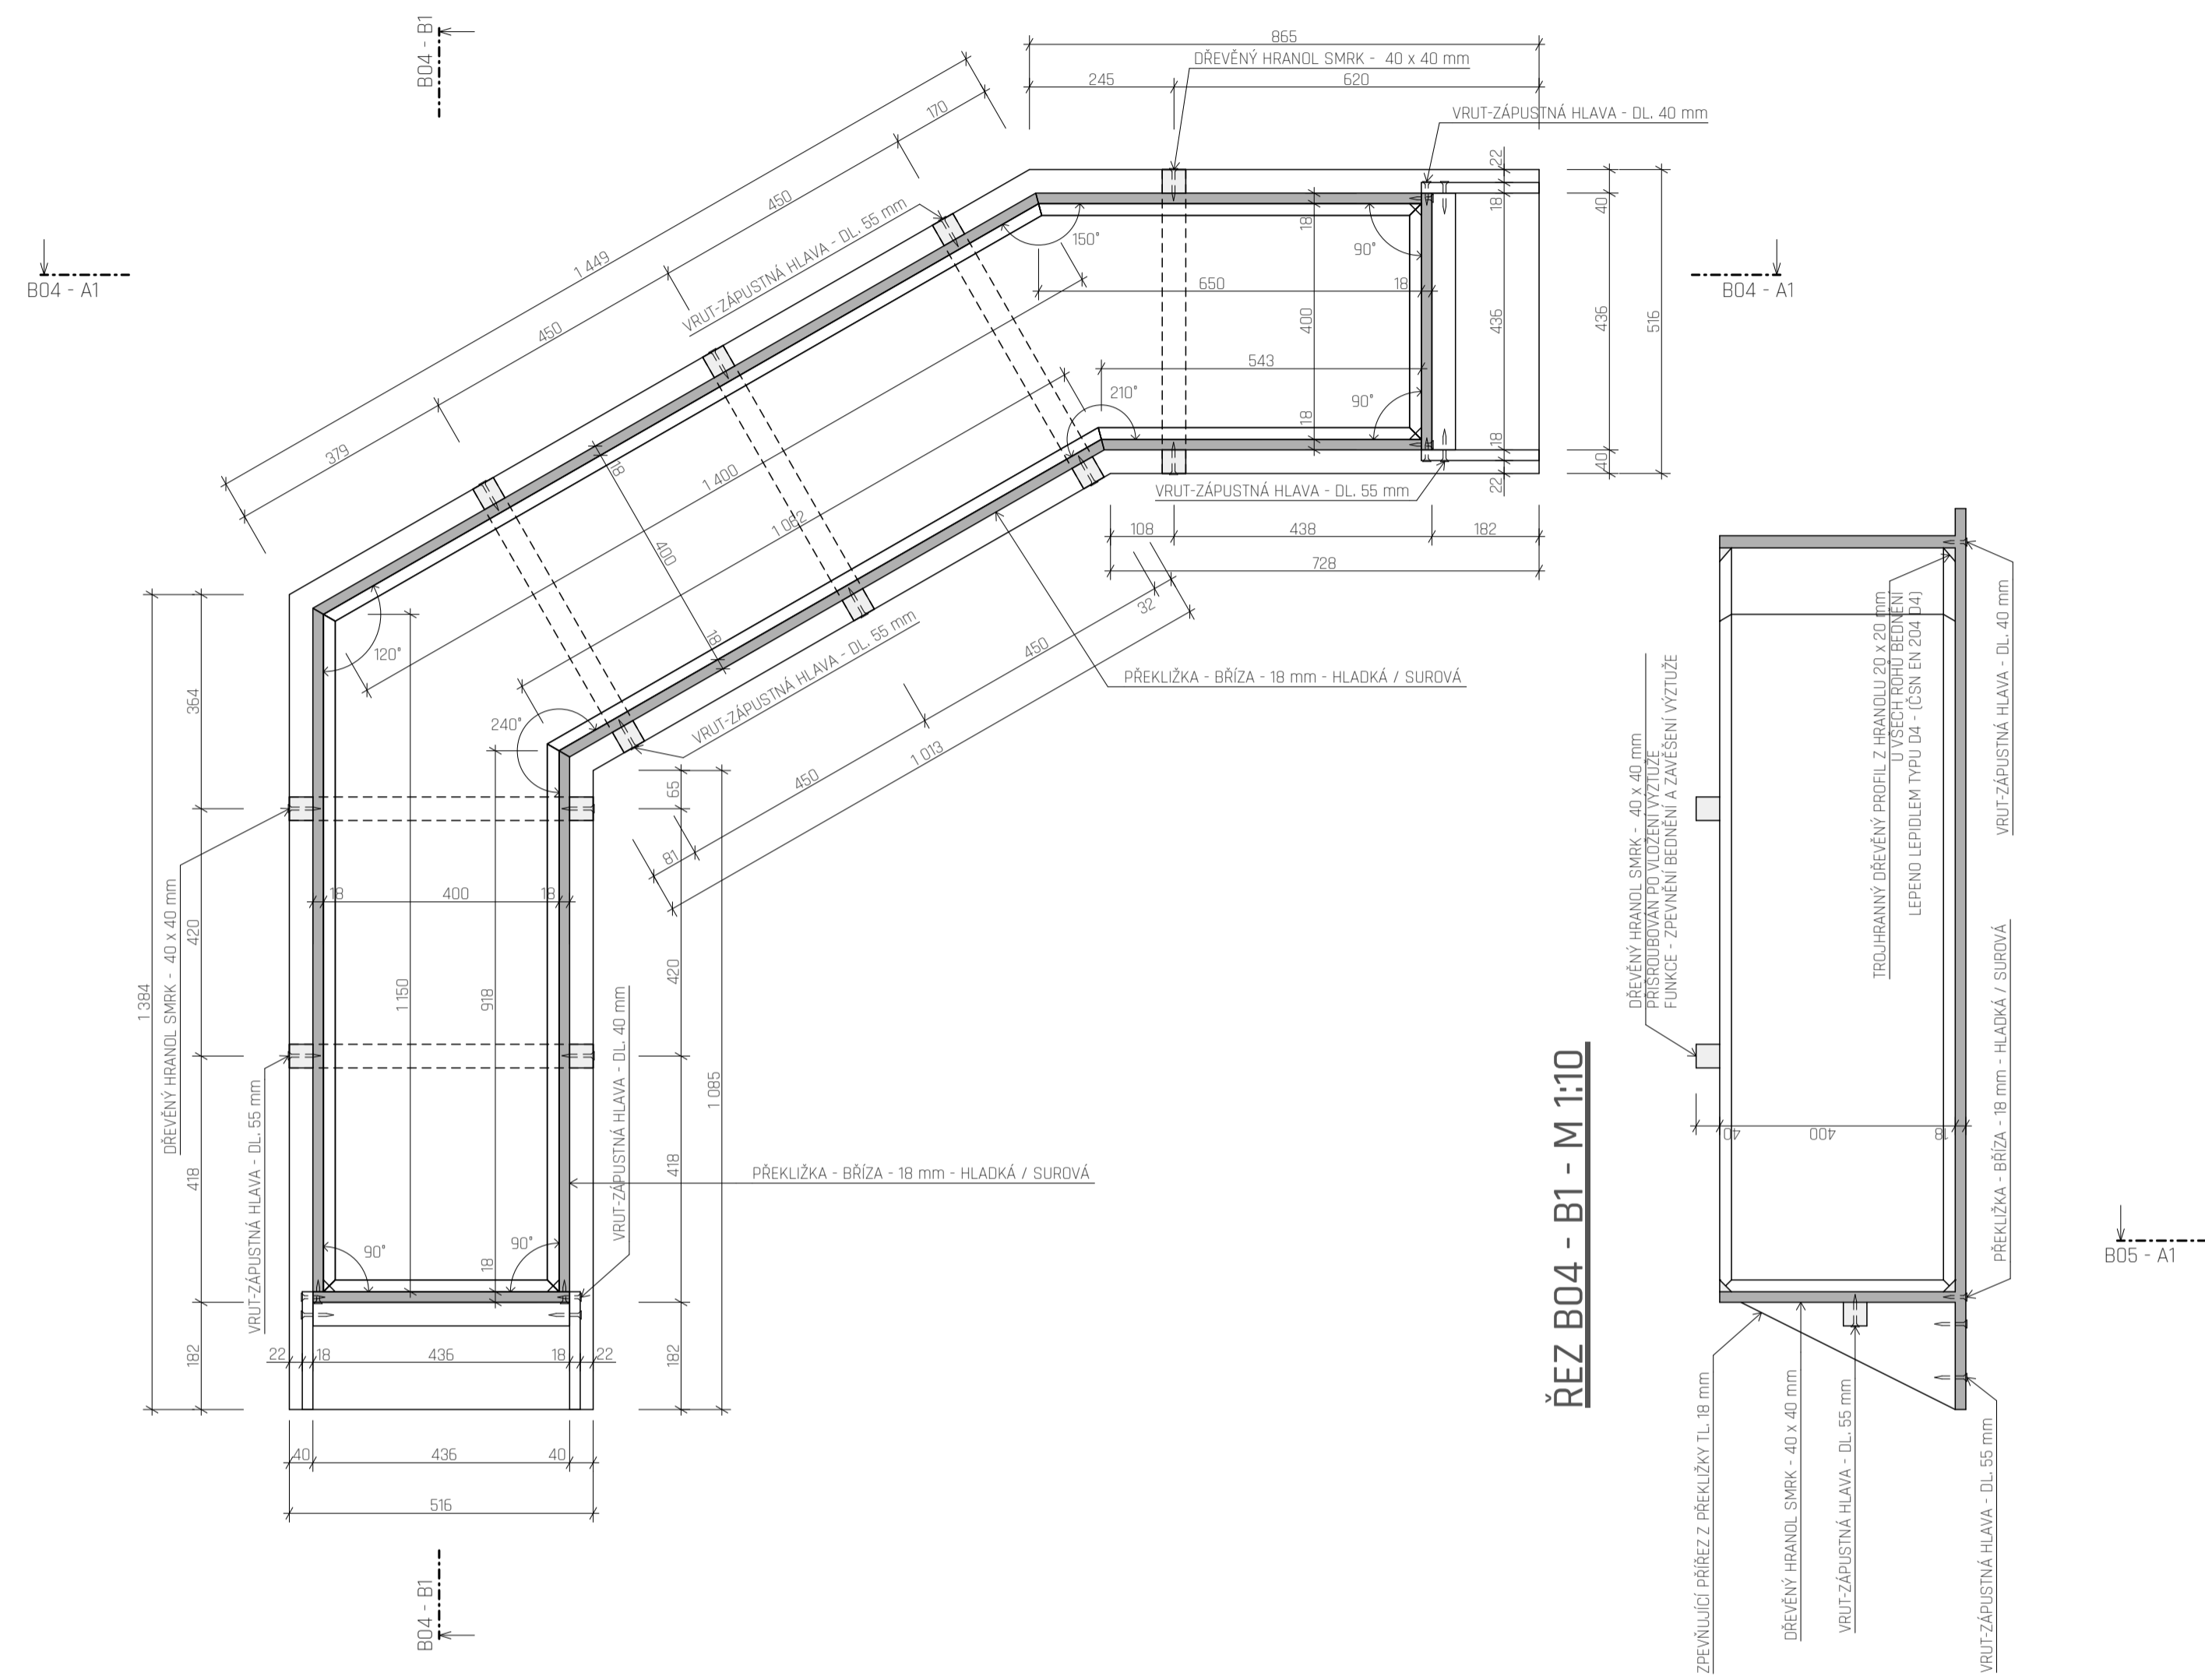 B04 - B1
865
DŘEVĚNÝ HRANOL SMRK - 40 x 40 mm
245
620
170
VRUT-ZÁPUSTNÁ HLAVA - DL. 40 mm
22
18
40
450
1 449
VRUT-ZÁPUSTNÁ HLAVA - DL. 55 mm
150°
18
90°
B04 - A1
B04 - A1
650
18
450
400
436
436
516
543
379
18
1 400
210°
90°
18
18
40
22
1 062
400
VRUT-ZÁPUSTNÁ HLAVA - DL. 55 mm
108
438
182
728
32
120°
18
VRUT-ZÁPUSTNÁ HLAVA - DL. 55 mm
450
PŘEKLIŽKA - BŘÍZA - 18 mm - HLADKÁ / SUROVÁ
364
240°
450
1 013
65
81
18
400
18
420
420
1 384
DŘEVĚNÝ HRANOL SMRK - 40 x 40 mm
1 150
918
VRUT-ZÁPUSTNÁ HLAVA - DL. 40 mm
1 085
418
418
VRUT-ZÁPUSTNÁ HLAVA - DL. 55 mm
PŘEKLIŽKA - BŘÍZA - 18 mm - HLADKÁ / SUROVÁ
90°
90°
18
182
182
22
18
436
18
22
40
436
40
516
B04 - B1
ŘEZ B04 - B1 - M 1:10
DŘEVĚNÝ HRANOL SMRK - 40 x 40 mm
PŘIŠROUBOVÁN PO VLOŽENÍ VÝZTUŽE
FUNKCE - ZPEVNĚNÍ BEDNĚNÍ A ZAVĚŠENÍ VÝZTUŽE
TROJHRANNÝ DŘEVĚNÝ PROFIL Z HRANOLU 20 x 20 mm
U VŠECH ROHŮ BEDNĚNÍ
LEPENO LEPIDLEM TYPU D4 - (ČSN EN 204 D4)
VRUT-ZÁPUSTNÁ HLAVA - DL. 40 mm
40
400
18
PŘEKLIŽKA - BŘÍZA - 18 mm - HLADKÁ / SUROVÁ
B05 - A1
ZPEVŇUJÍCÍ PŘÍŘEZ Z PŘEKLIŽKY TL. 18 mm
DŘEVĚNÝ HRANOL SMRK - 40 x 40 mm
VRUT-ZÁPUSTNÁ HLAVA - DL. 55 mm
VRUT-ZÁPUSTNÁ HLAVA - DL. 55 mm